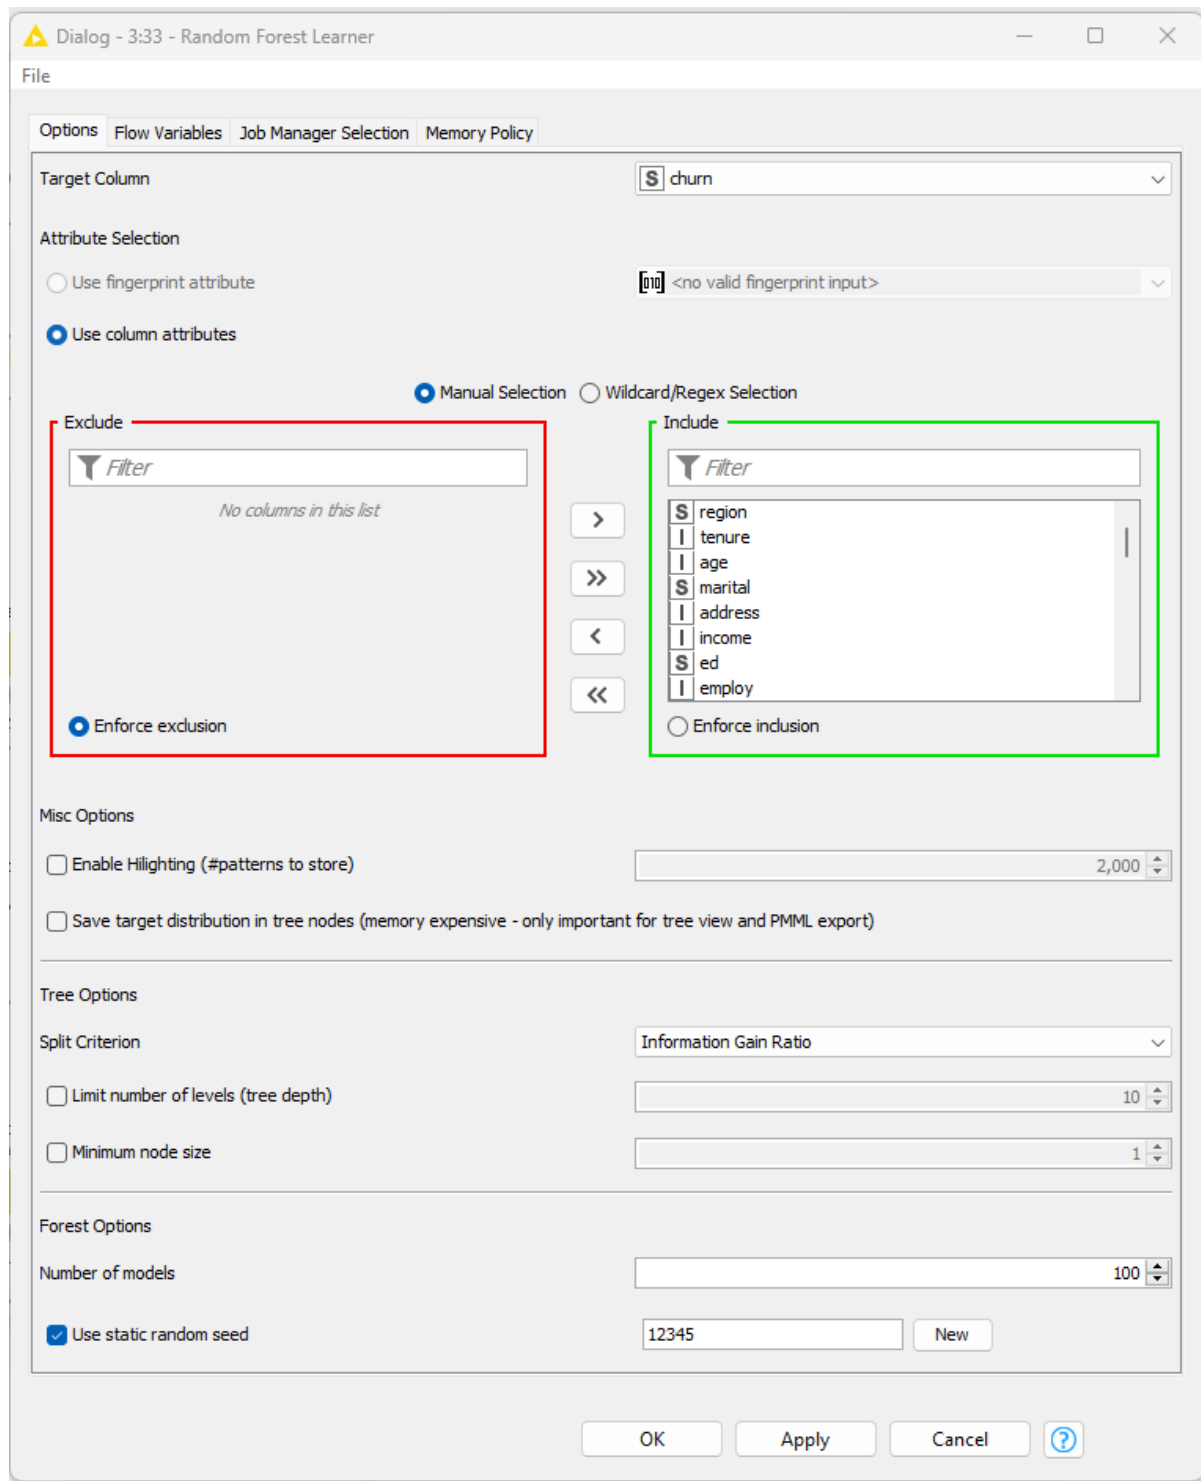 Dialog - 3:33 - Random Forest Learner
File
Options Flow Variables Job Manager Selection Memory Policy
Target Column S churn
Attribute Selection
Use fingerprint attribute [010] <no valid fingerprint input>
Use column attributes
Manual Selection Wildcard/Regex Selection
Exclude Include
Filter Filter
No columns in this list
S region
I tenure
I age
S marital
I address
I income
S ed
I employ
> 
>>
<
<<
Enforce exclusion Enforce inclusion
Misc Options
Enable Hilighting (#patterns to store) 2,000
Save target distribution in tree nodes (memory expensive - only important for tree view and PMML export)
Tree Options
Split Criterion Information Gain Ratio
Limit number of levels (tree depth) 10
Minimum node size 1
Forest Options
Number of models 100
Use static random seed 12345 New
OK Apply Cancel ?